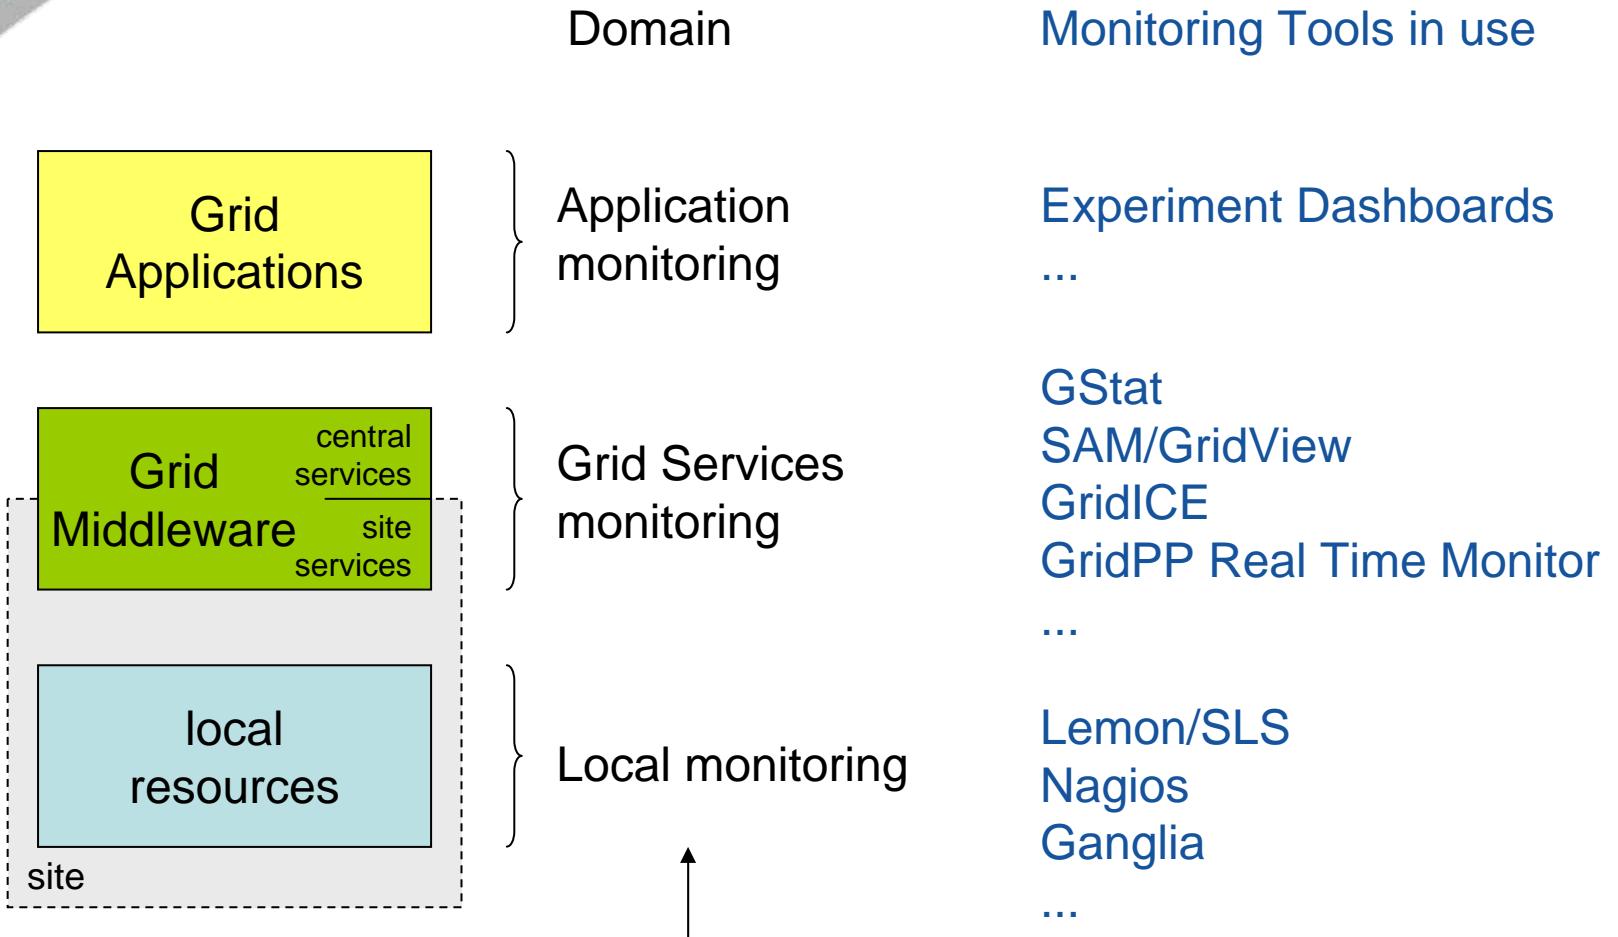 Domain
Monitoring Tools in use
Grid
Applications
Application
monitoring
Experiment Dashboards
...
Grid
Middleware
central
services
site
services
Grid Services
monitoring
GStat
SAM/GridView
GridICE
GridPP Real Time Monitor
...
local
resources
site
Local monitoring
Lemon/SLS
Nagios
Ganglia
...